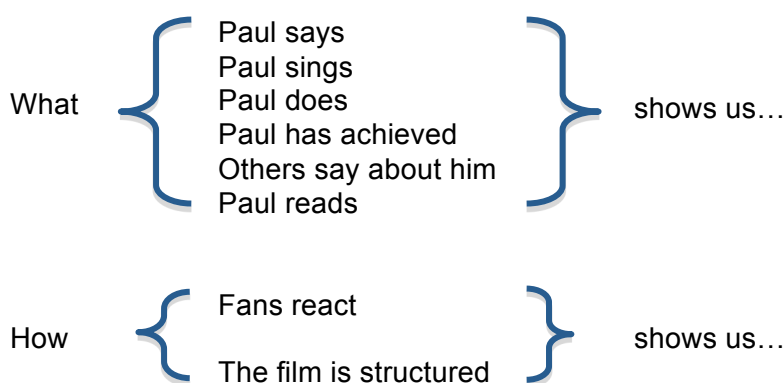 Paul says
Paul sings
What
Paul does
shows us…
Paul has achieved
Others say about him
Paul reads
Fans react
How
shows us…
The film is structured